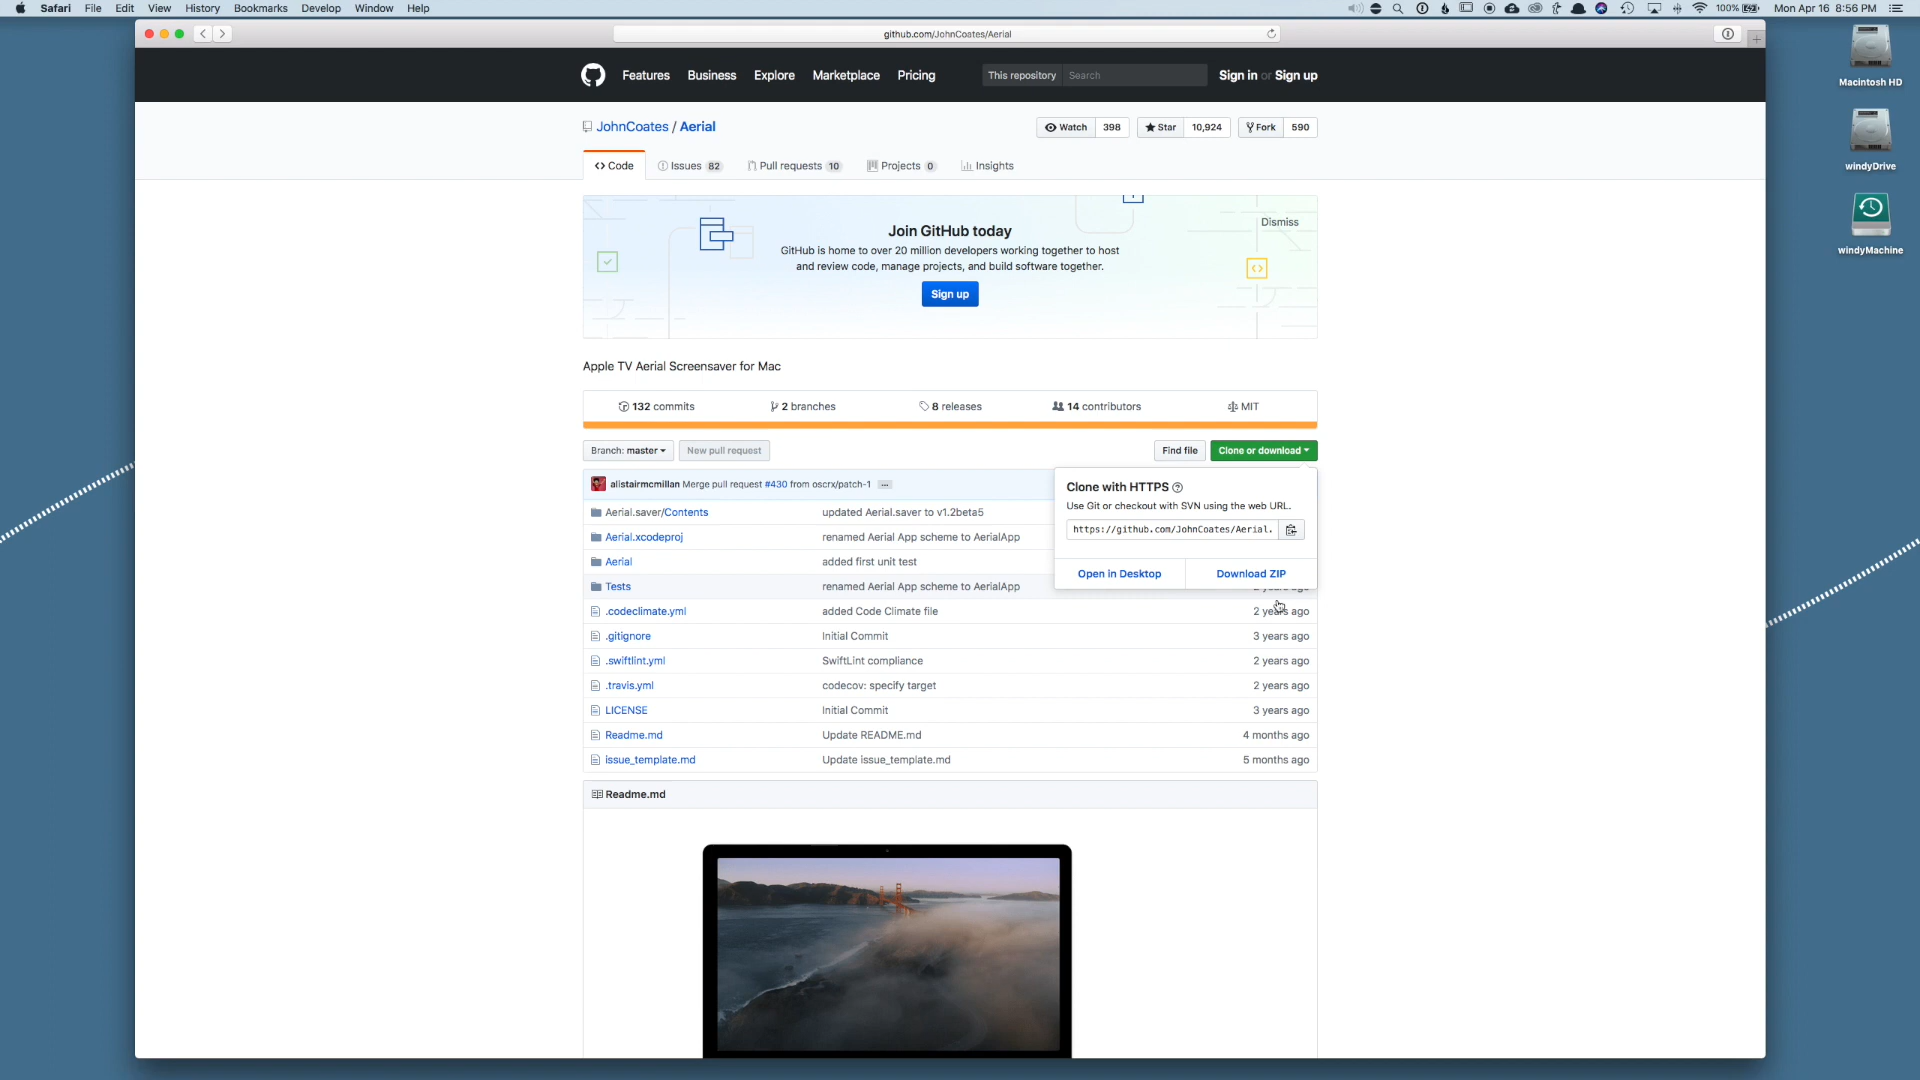 Safari File Edit View History Bookmarks Develop Window Help 100% Mon Apr 16 8:56 PM
github.com/JohnCoates/Aerial
Macintosh HD
Features Business Explore Marketplace Pricing This repository Search Sign in or Sign up
JohnCoates / Aerial
Watch 398 Star 10,924 Fork 590
windyDrive
Code Issues 82 Pull requests 10 Projects 0 Insights
Dismiss
Join GitHub today
GitHub is home to over 20 million developers working together to host
and review code, manage projects, and build software together.
windyMachine
Sign up
Apple TV Aerial Screensaver for Mac
132 commits 2 branches 8 releases 14 contributors MIT
Branch: master New pull request Find file Clone or download
alistairmcmillan Merge pull request #430 from oscrx/patch-1 ...
Clone with HTTPS
Use Git or checkout with SVN using the web URL.
https://github.com/JohnCoates/Aerial.
Open in Desktop Download ZIP
Aerial.saver/Contents updated Aerial.saver to v1.2beta5
Aerial.xcodeproj renamed Aerial App scheme to AerialApp
Aerial added first unit test
Tests renamed Aerial App scheme to AerialApp
.codeclimate.yml added Code Climate file 2 years ago
.gitignore Initial Commit 3 years ago
.swiftlint.yml SwiftLint compliance 2 years ago
.travis.yml codecov: specify target 2 years ago
LICENSE Initial Commit 3 years ago
Readme.md Update README.md 4 months ago
issue_template.md Update issue_template.md 5 months ago
Readme.md